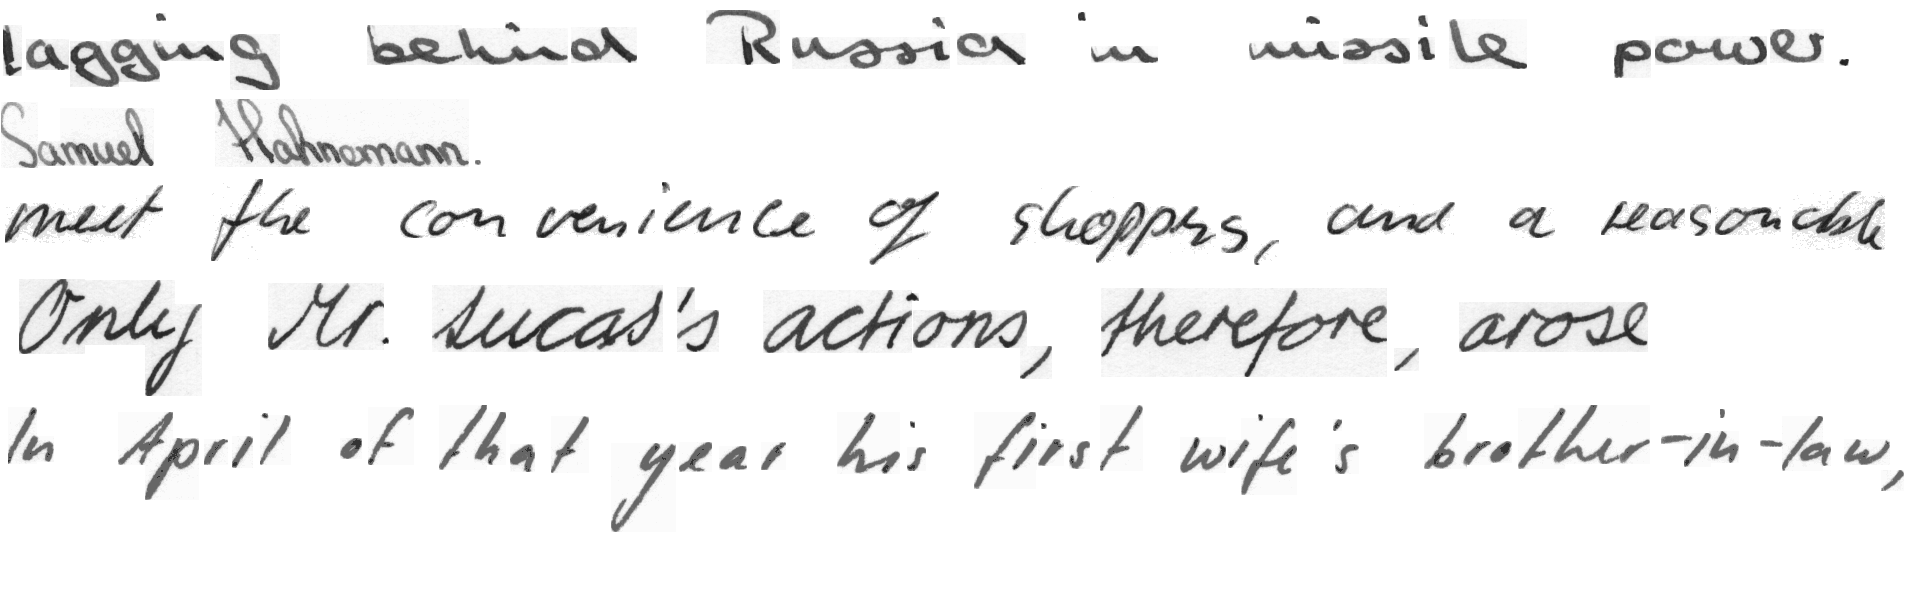 lagging behind Russia in missile power.
Samuel Hahnemann.
meet the convenience of shoppers, and a reasonable
Only Mr. Lucas's actions, therefore, arose
In April of that year his first wife's brother-in-law,